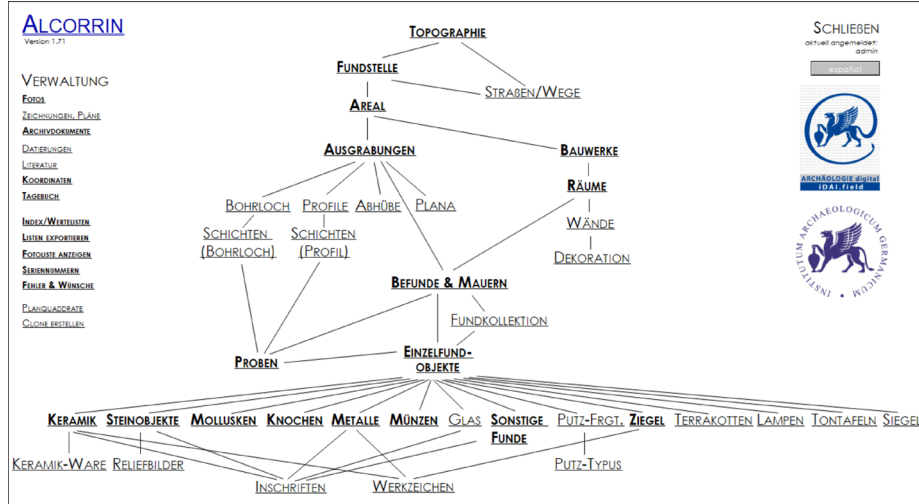 ALCORRIN
Version 1.71
VERWALTUNG
FOTOS
ZEICHNUNGEN, PLÄNE
ARCHIVDOKUMENTE
DATIERUNGEN
LITERATUR
KOORDINATEN
TAGEBUCH
INDEX/WERTELISTEN
LISTEN EXPORTIEREN
FOTOLISTE ANZEIGEN
SERIENNUMMERN
FEHLER & WÜNSCHE
PLANQUADRATE
CLONE ERSTELLEN
TOPOGRAPHIE
FUNDSTELLE
STRAßEN/WEGE
AREAL
AUSGRABUNGEN
BAUWERKE
RÄUME
BOHRLOCH PROFILE ABHÜBE PLANA
WÄNDE
SCHICHTEN
(BOHRLOCH)
SCHICHTEN
(PROFIL)
DEKORATION
BEFUNDE & MAUERN
FUNDKOLLEKTION
PROBEN
EINZELFUND-
OBJEKTE
KERAMIK STEINOBJEKTE MOLLUSKEN KNOCHEN METALLE MÜNZEN GLAS SONSTIGE
FUNDE
PUTZ-FRGT. ZIEGEL TERRAKOTTEN LAMPEN TONTAFELN SIEGEL
KERAMIK-WARE RELIEFBILDER
PUTZ-TYPUS
INSCHRIFTEN
WERKZEICHEN
SCHLIEßEN
aktuell angemeldet:
admin
español
ARCHÄOLOGIE digital
iDAI.field
INSTITUTUM ARCHAEOLOGICUM GERMANICUM